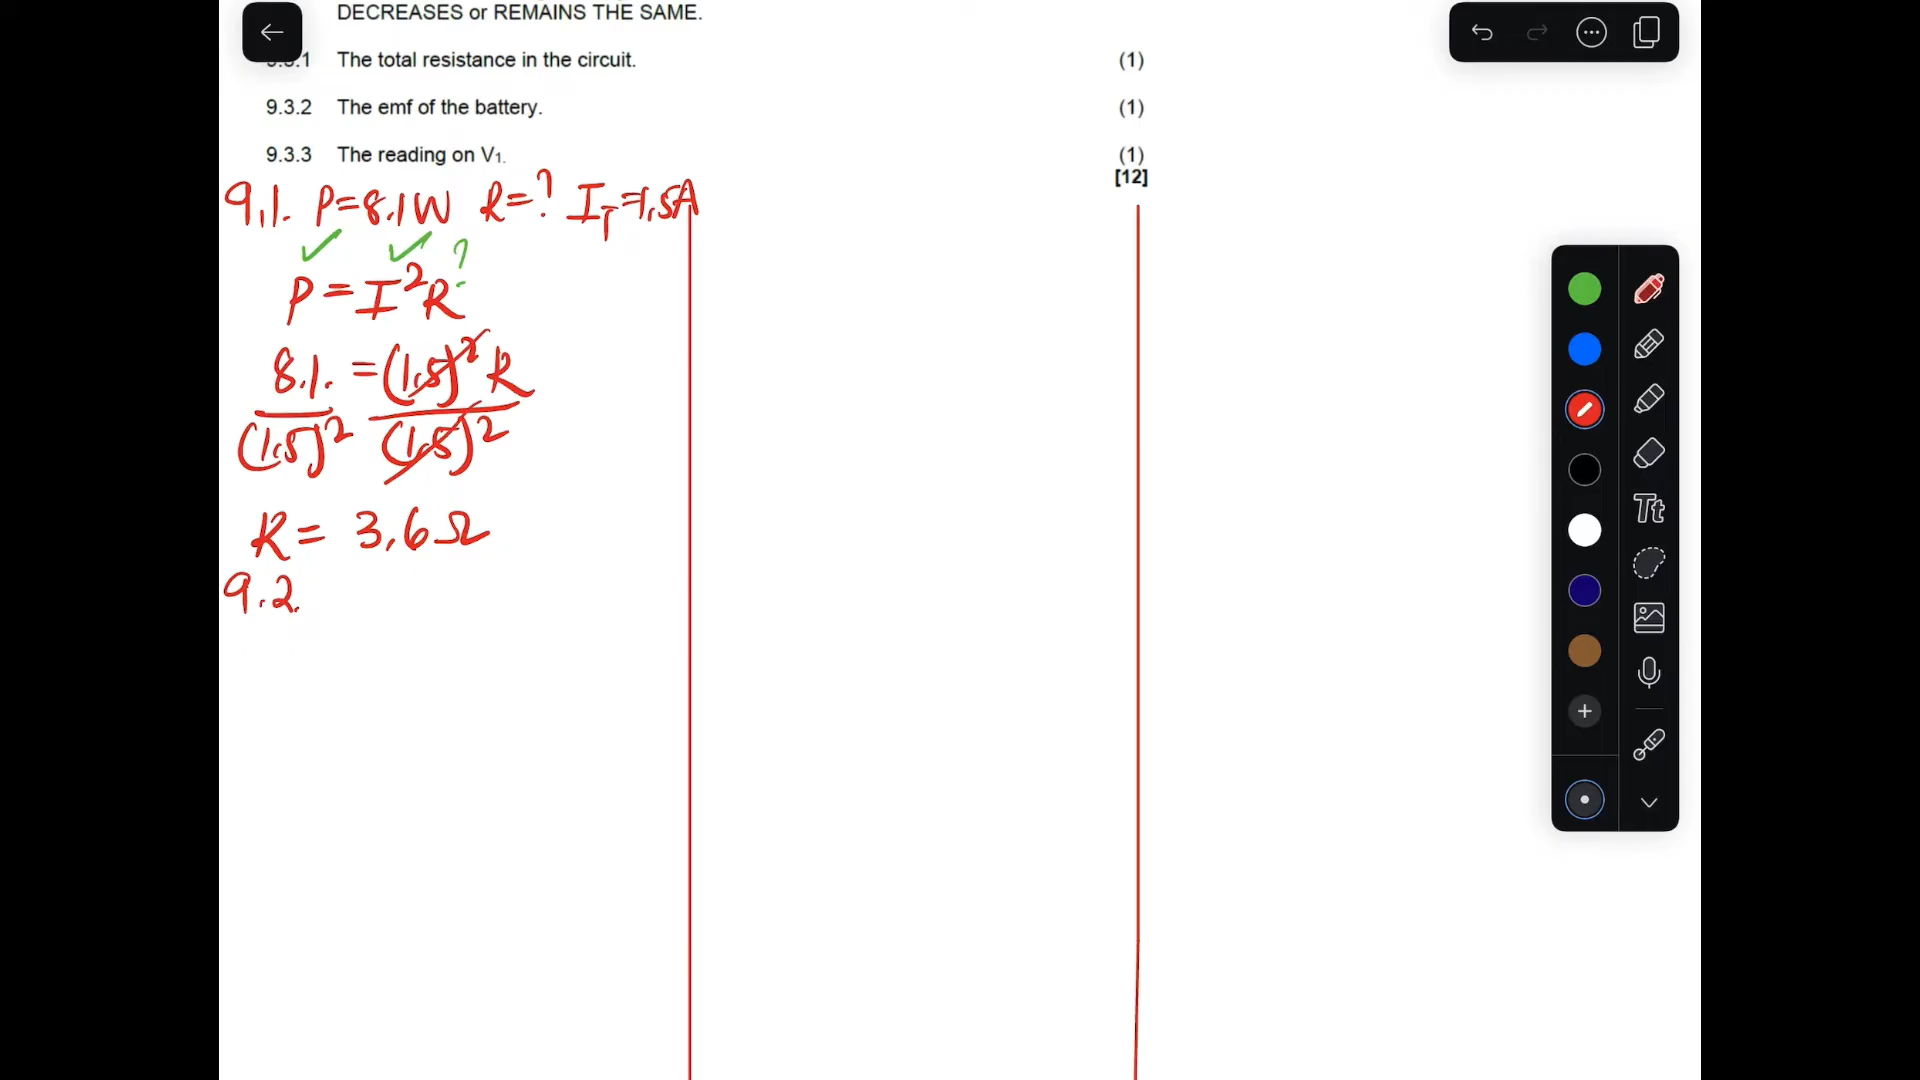 DECREASES or REMAINS THE SAME.
The total resistance in the circuit. (1)
9.3.2 The emf of the battery. (1)
9.3.3 The reading on V1. (1)
[12]
9.1. P=8.1W R=? IT=1.5A
P=I²R?
8.1. =(1.5)²R
(1.5)² (1.5)²
R= 3,6Ω
9.2.
Tt